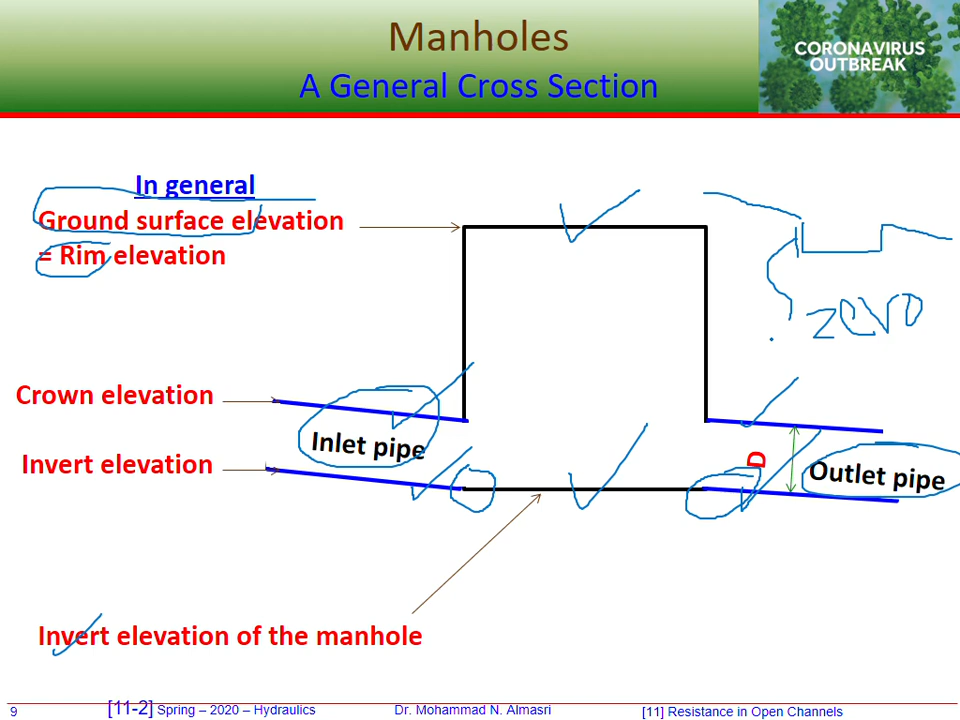 Manholes
A General Cross Section
CORONAVIRUS
OUTBREAK
In general
Ground surface elevation
= Rim elevation
zero
Crown elevation
Inlet pipe
Invert elevation
D
Outlet pipe
Invert elevation of the manhole
9
[11-2] Spring – 2020 – Hydraulics
Dr. Mohammad N. Almasri
[11] Resistance in Open Channels